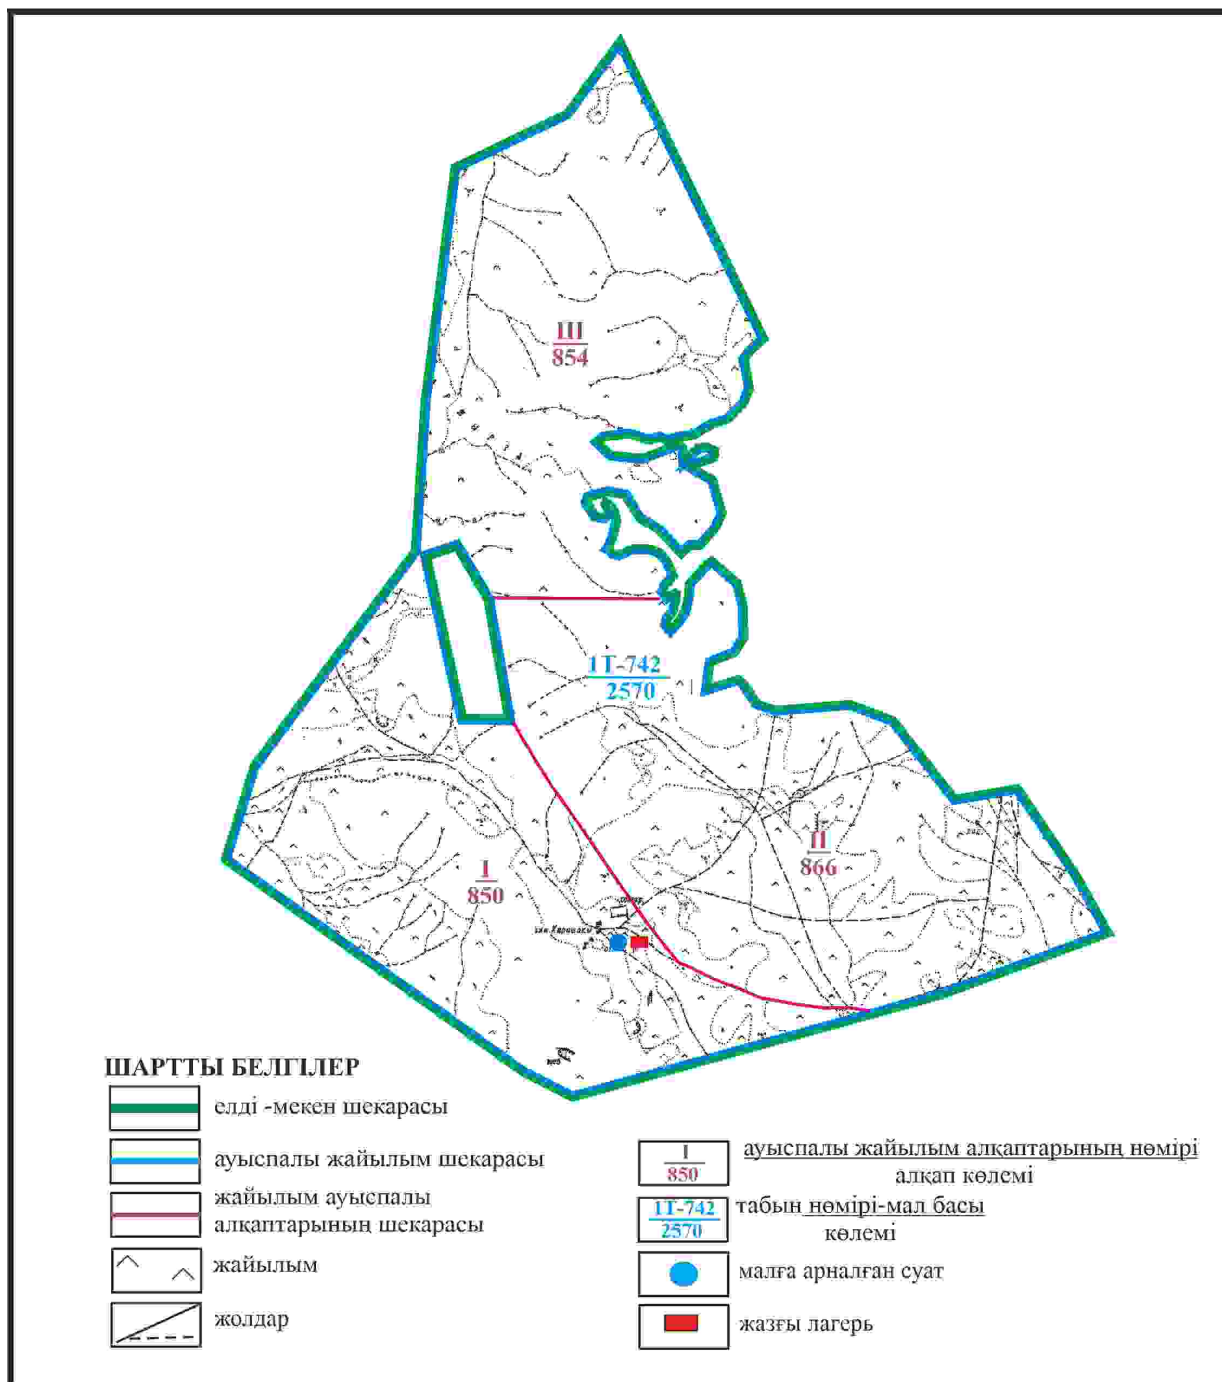 III
854
1Т-742
2570
II
866
I
850
ШАРТТЫ БЕЛГІЛЕР
елді -мекен шекарасы
ауыспалы жайылым шекарасы
жайылым ауыспалы
алқаптарының шекарасы
жайылым
жолдар
I
850
ауыспалы жайылым алқаптарының нөмірі
алқап көлемі
1Т-742
2570
табын нөмірі-мал басы
көлемі
малға арналған суат
жазғы лагерь